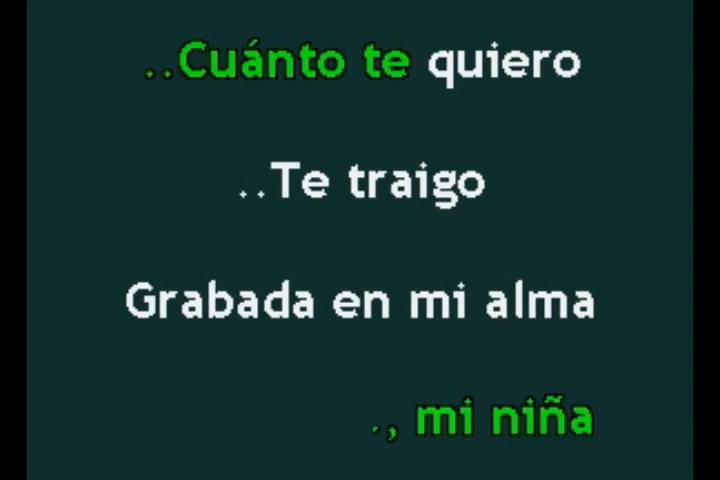 ..Cuánto te quiero
..Te traigo
Grabada en mi alma
., mi niña